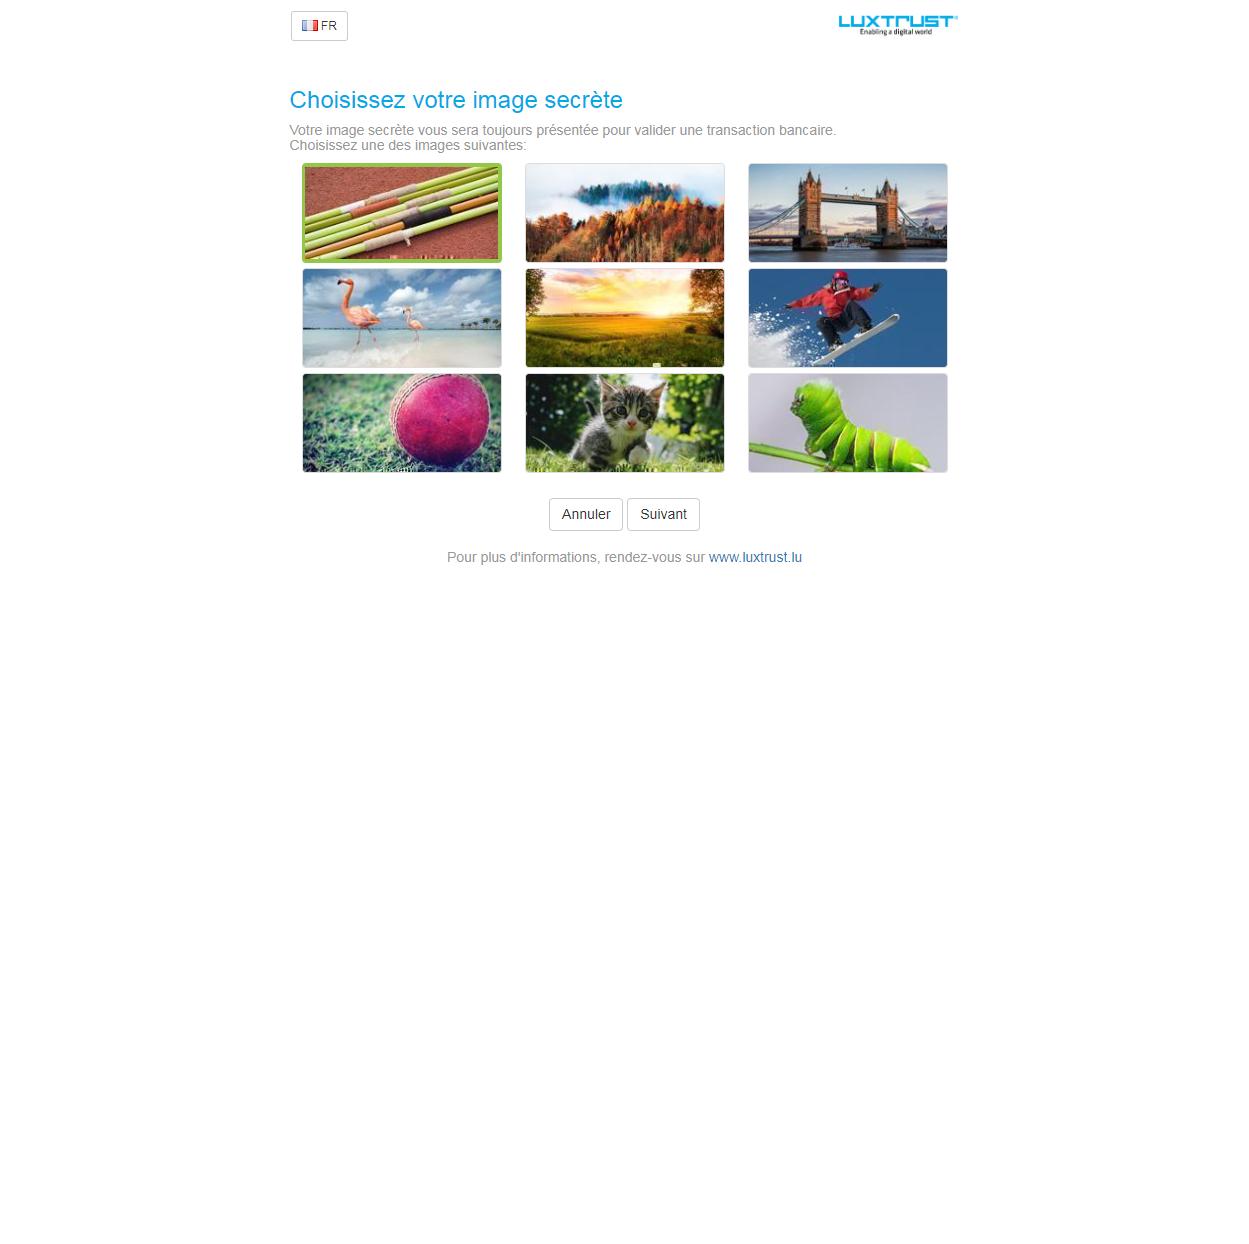 FR
LUXTRUST
Enabling a digital world
Choisissez votre image secrète
Votre image secrète vous sera toujours présentée pour valider une transaction bancaire.
Choisissez une des images suivantes:
Annuler Suivant
Pour plus d'informations, rendez-vous sur www.luxtrust.lu